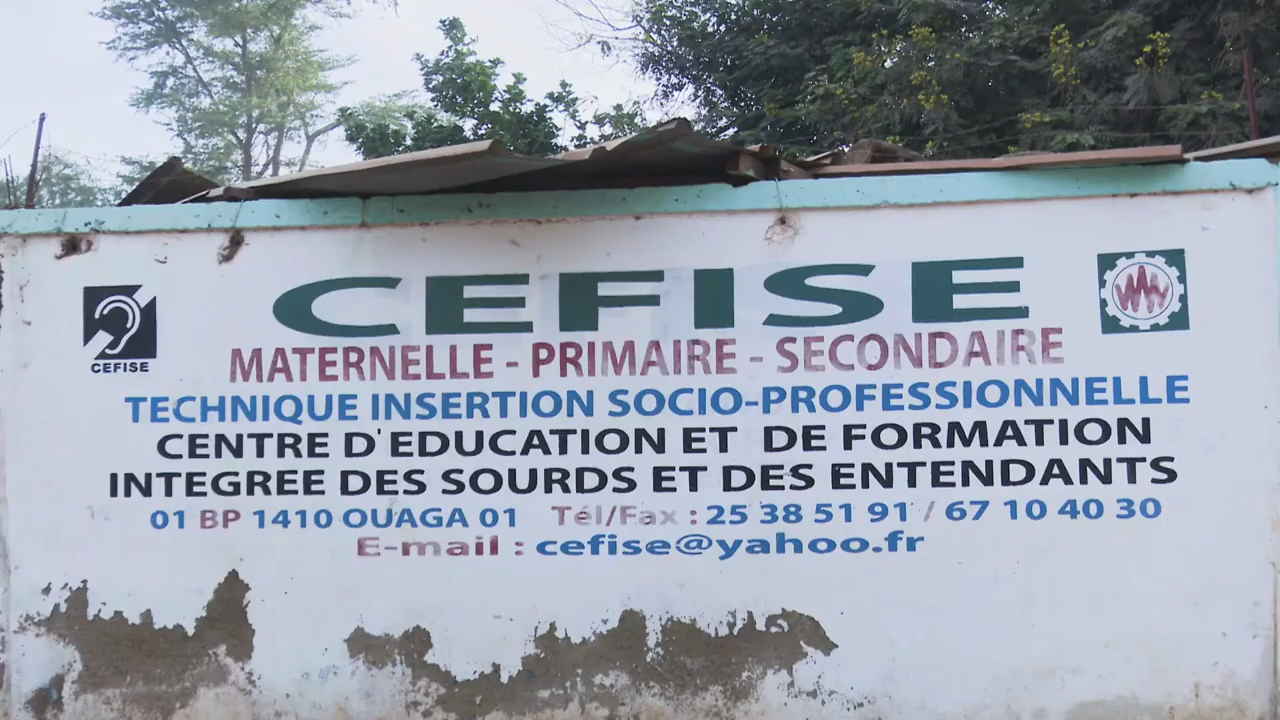 CEFISE
CEFISE
MATERNELLE - PRIMAIRE - SECONDAIRE
TECHNIQUE INSERTION SOCIO-PROFESSIONNELLE
CENTRE D'EDUCATION ET DE FORMATION
INTEGREE DES SOURDS ET DES ENTENDANTS
01 BP 1410 OUAGA 01 Tél/Fax : 25 38 51 91 / 67 10 40 30
E-mail : cefise@yahoo.fr